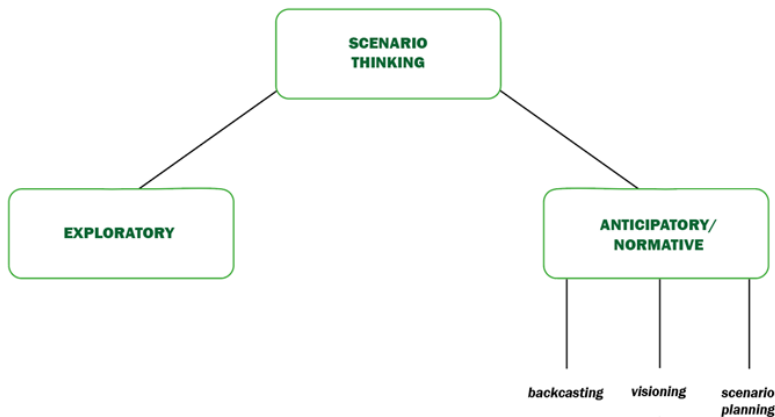 SCENARIO
THINKING
EXPLORATORY
ANTICIPATORY/
NORMATIVE
backcasting
visioning
scenario
planning